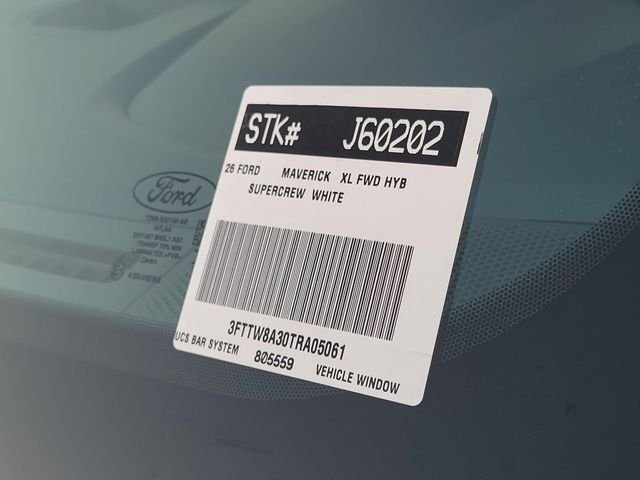 STK# J60202
26 FORD MAVERICK XL FWD HYB
SUPERCREW WHITE
3FTTW8A30TRA05061
UCS BAR SYSTEM 805559 VEHICLE WINDOW
Ford